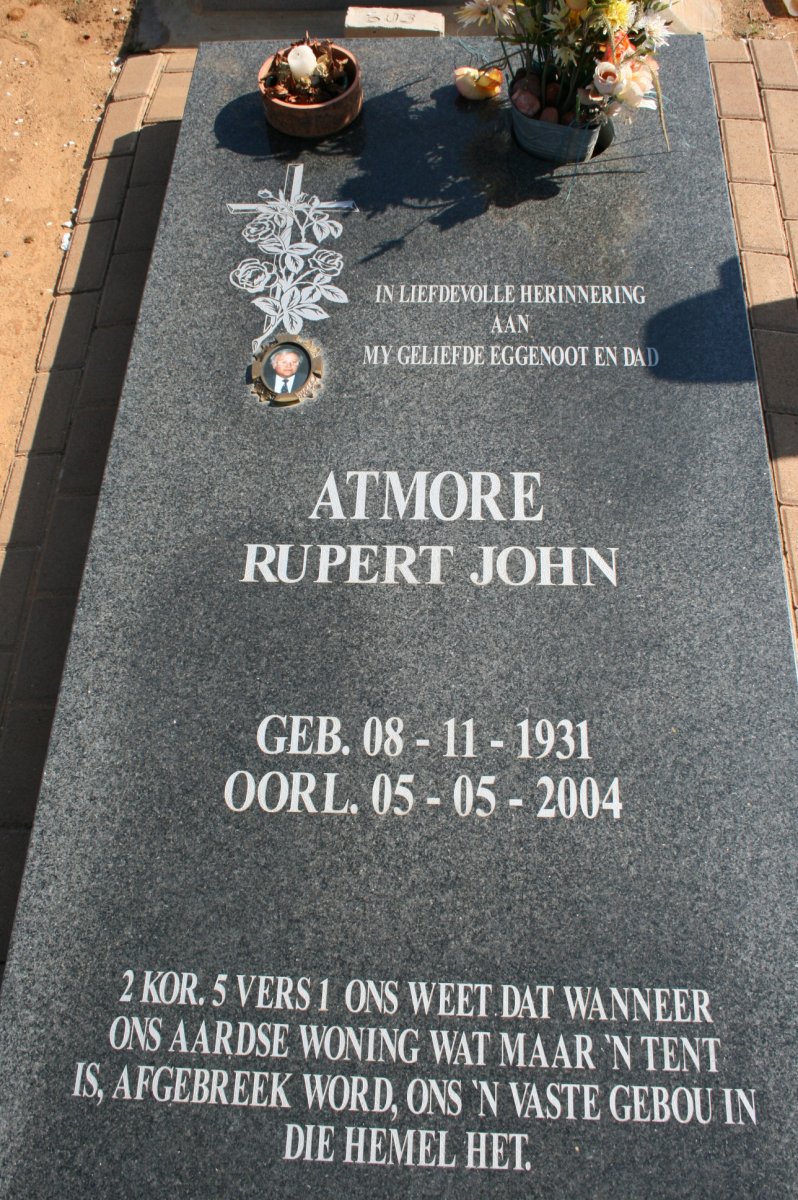 303
IN LIEFDEVOLLE HERINNERING
AAN
MY GELIEFDE EGGENOOT EN DAD
ATMORE
RUPERT JOHN
GEB. 08 - 11 - 1931
OORL. 05 - 05 - 2004
2 KOR. 5 VERS 1 ONS WEET DAT WANNEER
ONS AARDSE WONING WAT MAAR 'N TENT
IS, AFGEBREEK WORD, ONS 'N VASTE GEBOU IN
DIE HEMEL HET.